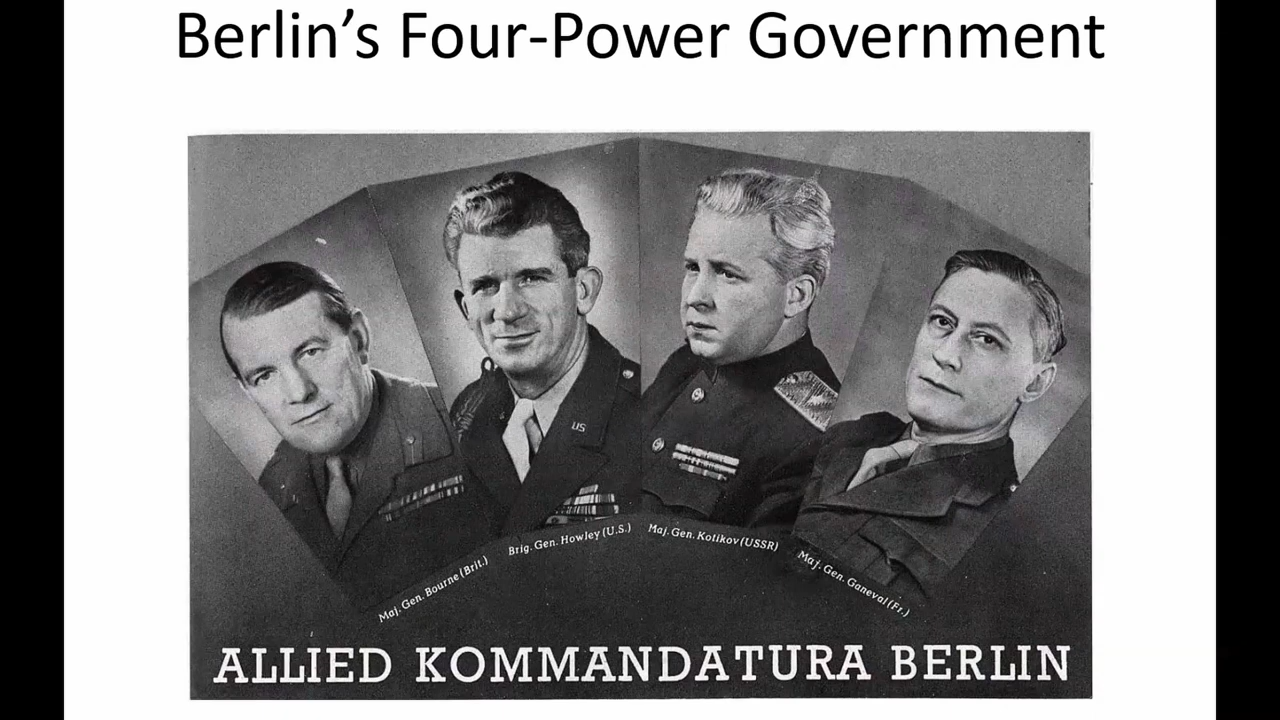 Berlin’s Four-Power Government
US
Maj. Gen. Bourne (Brit.)
Brig. Gen. Howley (U.S.)
Maj. Gen. Kotikov (USSR)
Maj. Gen. Ganeval (Fr.)
ALLIED KOMMANDATURA BERLIN